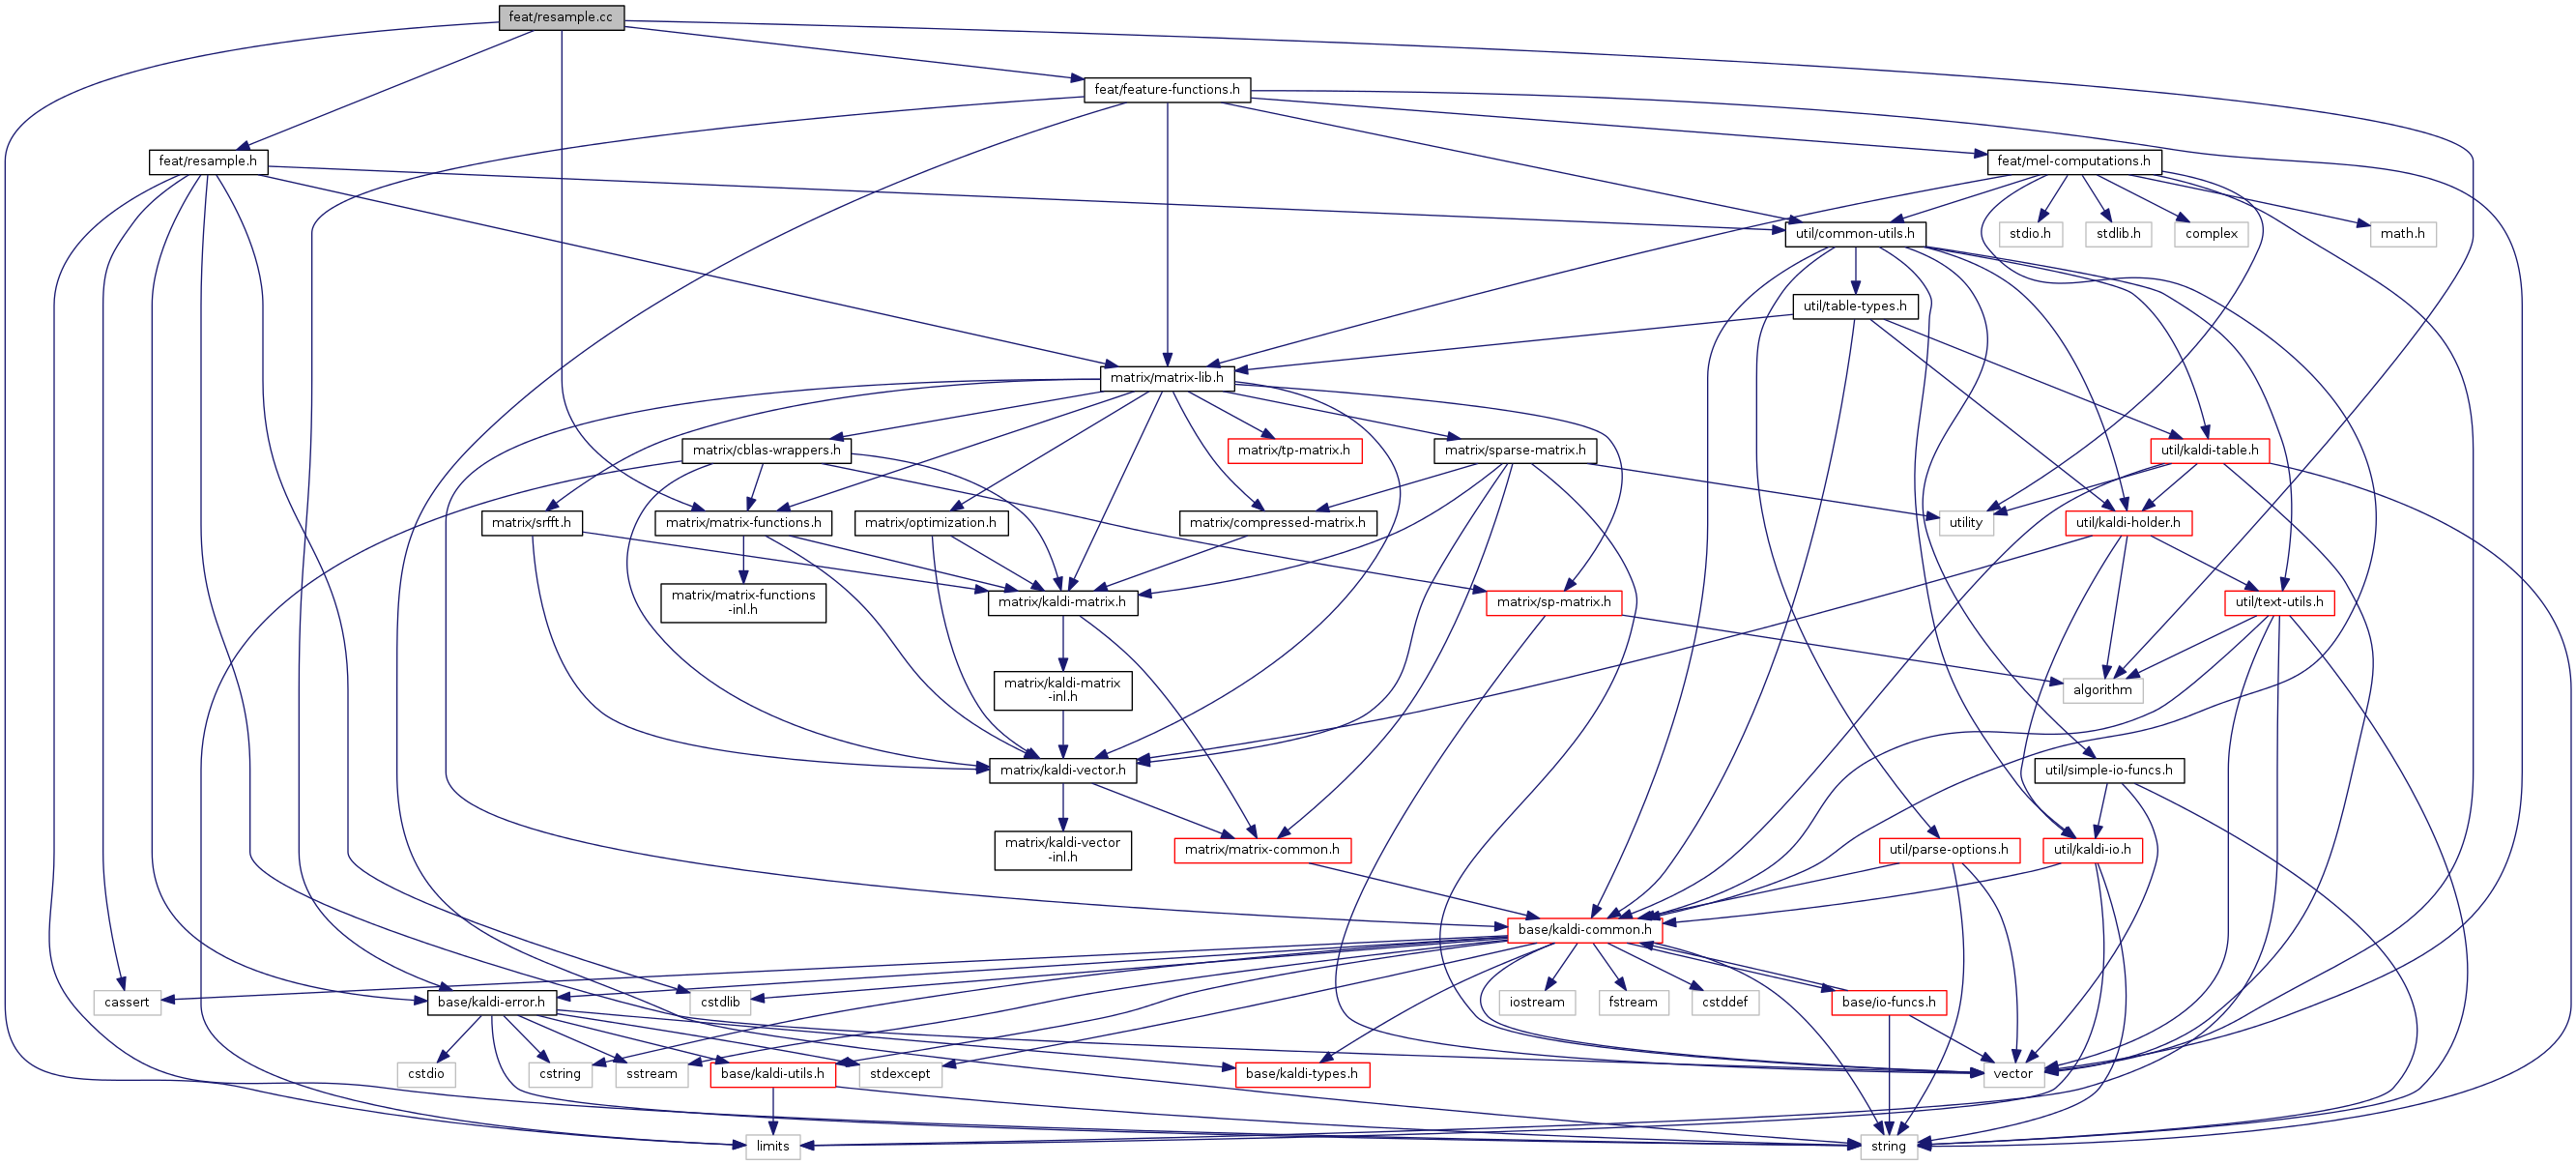 feat/resample.cc
feat/feature-functions.h
feat/resample.h
feat/mel-computations.h
util/common-utils.h
stdio.h
stdlib.h
complex
math.h
util/table-types.h
matrix/matrix-lib.h
matrix/cblas-wrappers.h
matrix/tp-matrix.h
matrix/sparse-matrix.h
util/kaldi-table.h
matrix/srfft.h
matrix/matrix-functions.h
matrix/optimization.h
matrix/compressed-matrix.h
utility
util/kaldi-holder.h
matrix/matrix-functions
-inl.h
matrix/kaldi-matrix.h
matrix/sp-matrix.h
util/text-utils.h
matrix/kaldi-matrix
-inl.h
algorithm
matrix/kaldi-vector.h
util/simple-io-funcs.h
matrix/kaldi-vector
-inl.h
matrix/matrix-common.h
util/parse-options.h
util/kaldi-io.h
base/kaldi-common.h
cassert
base/kaldi-error.h
cstdlib
iostream
fstream
cstddef
base/io-funcs.h
cstdio
cstring
sstream
base/kaldi-utils.h
stdexcept
base/kaldi-types.h
vector
limits
string